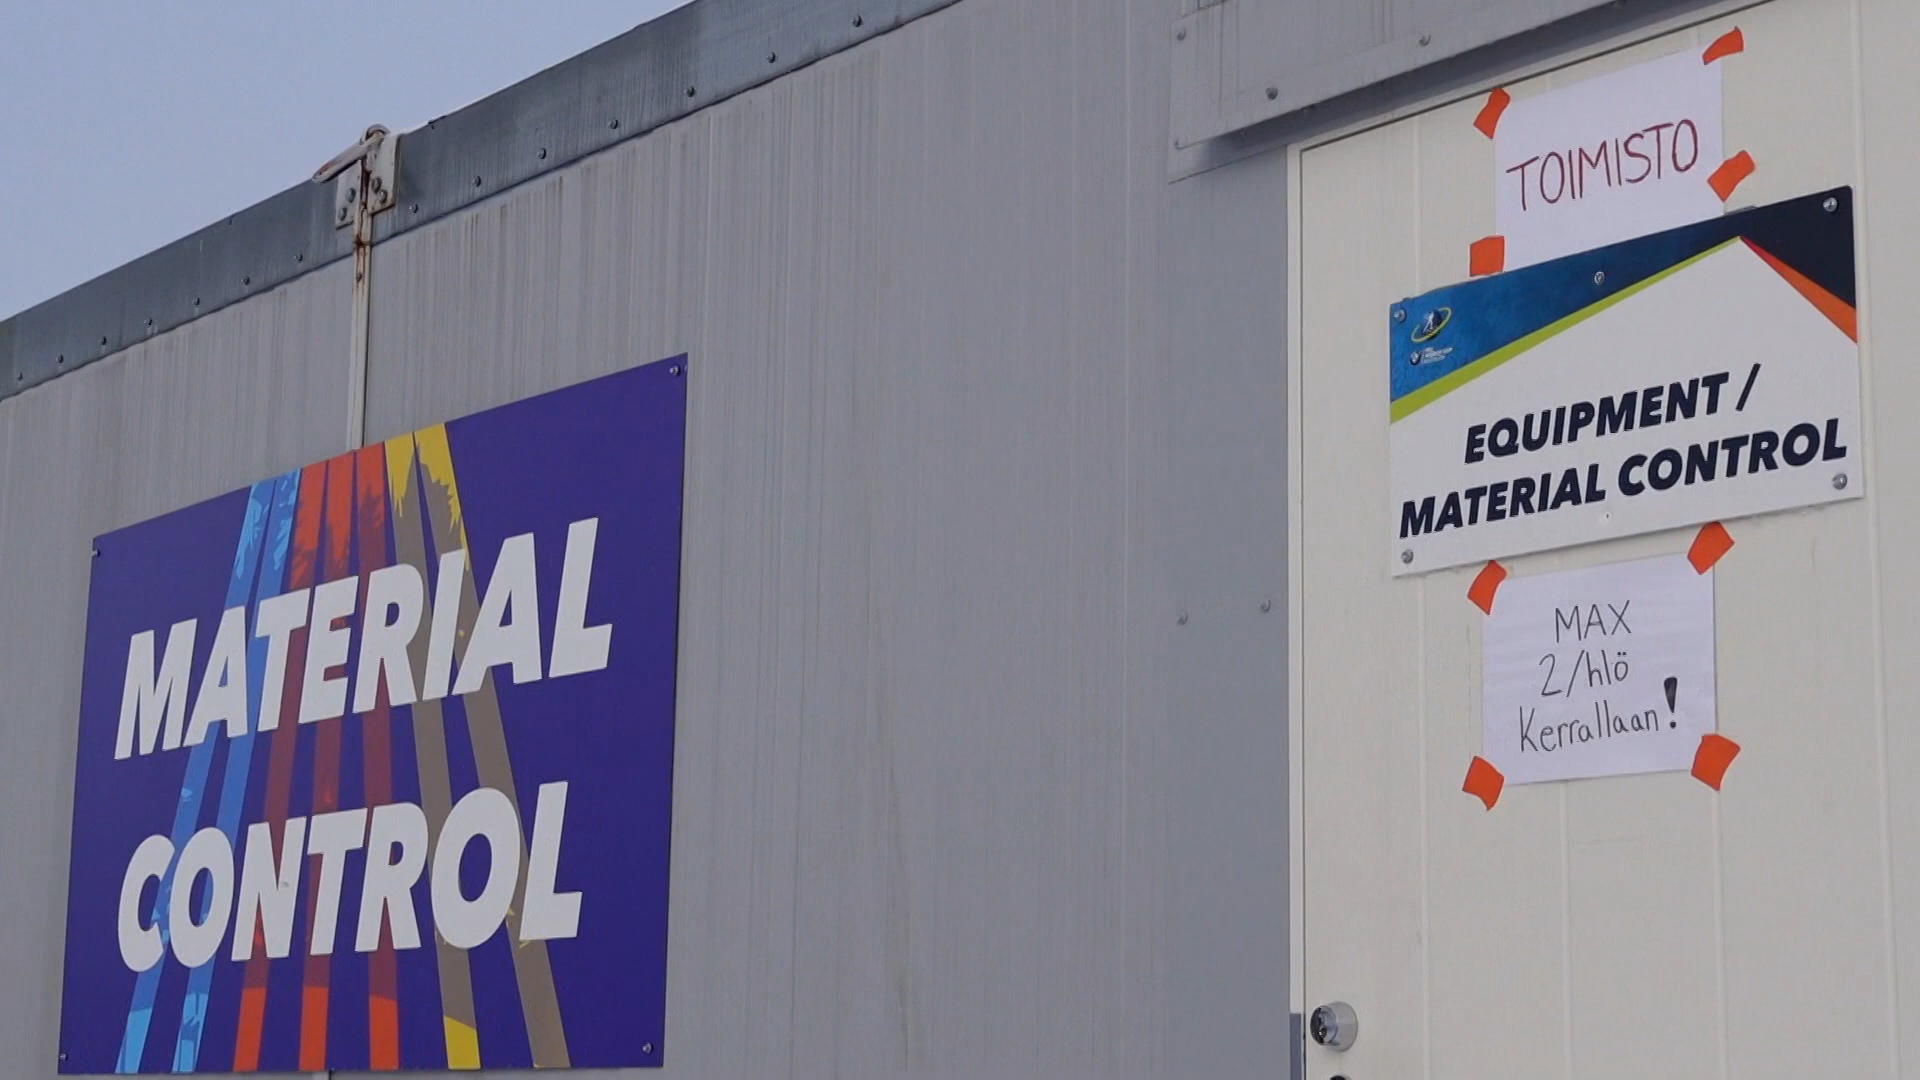 MATERIAL
CONTROL
TOIMISTO
EQUIPMENT /
MATERIAL CONTROL
MAX
2/hlö
Kerrallaan!